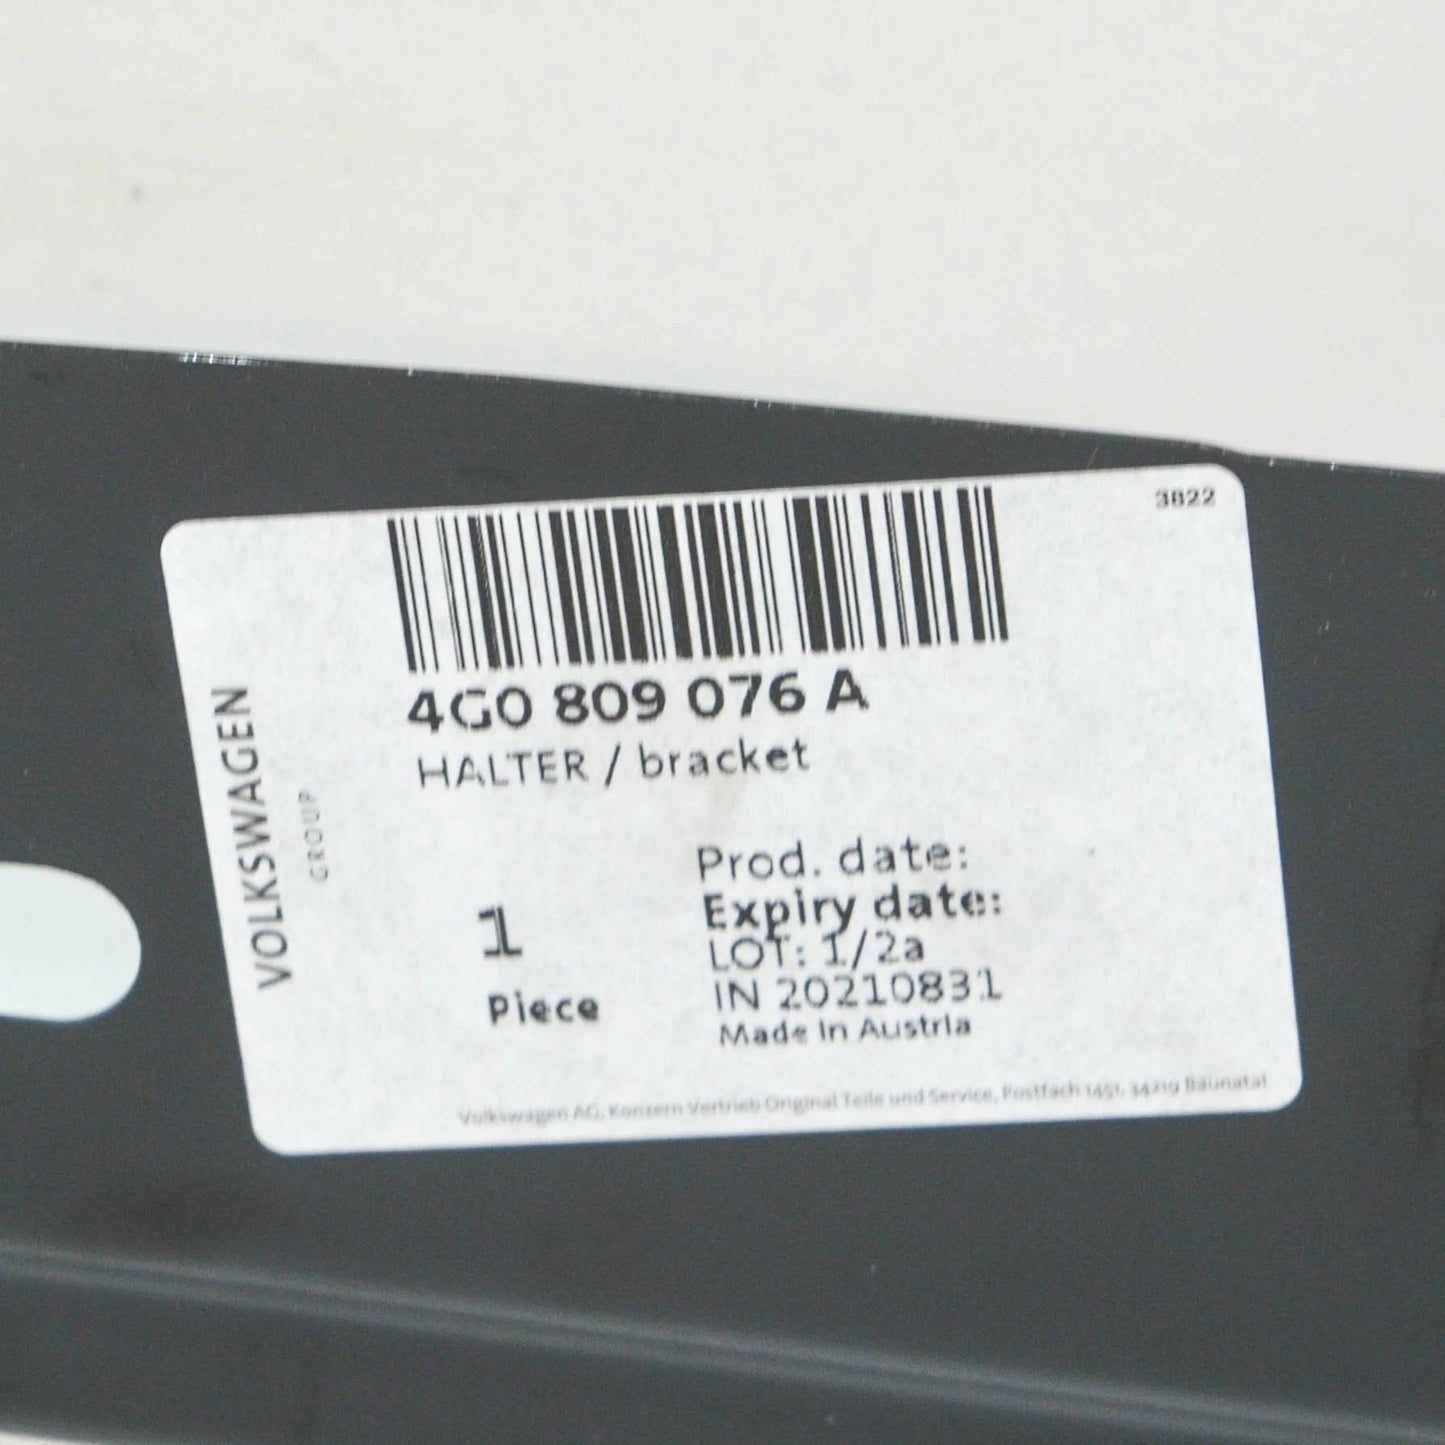 3822
4G0 809 076 A
HALTER / bracket
VOLKSWAGEN
GROUP
1
Piece
Prod. date:
Expiry date:
LOT: 1/2a
IN 20210831
Made in Austria
Volkswagen AG, Konzern Vertrieb Original Teile und Service, Postfach 1451, 34219 Baunatal